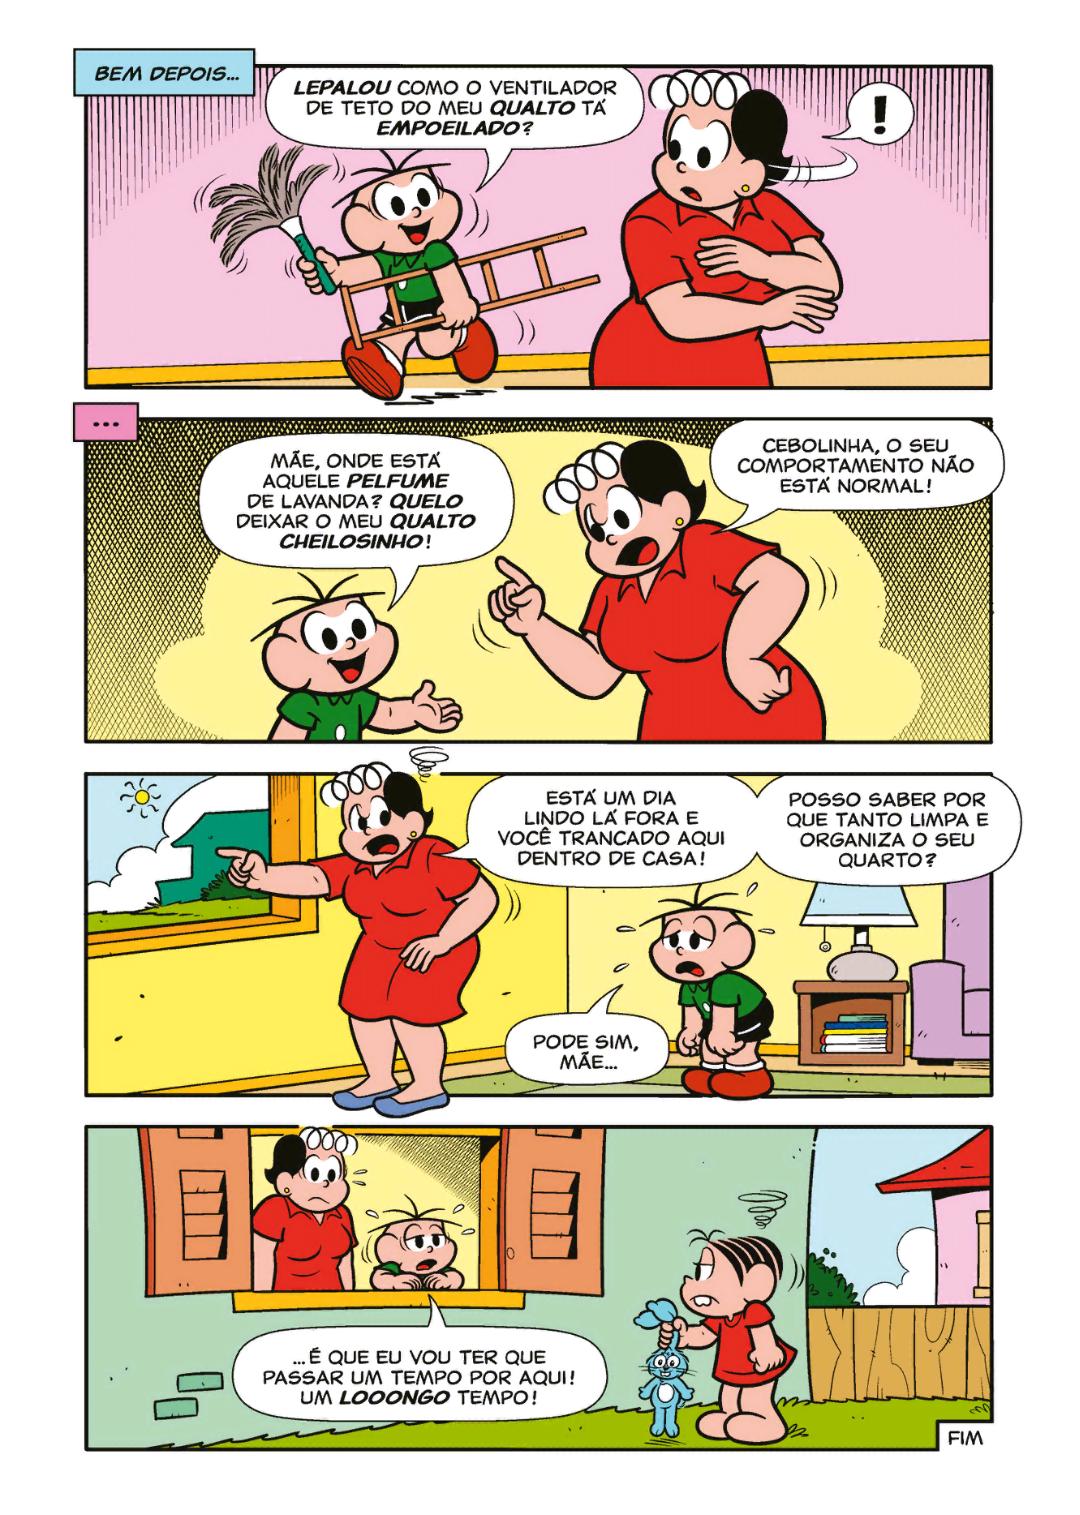 BEM DEPOIS...
LEPALOU COMO O VENTILADOR
DE TETO DO MEU QUALTO TÁ
EMPOEILADO?
!
...
MÃE, ONDE ESTÁ
AQUELE PELFUME
DE LAVANDA? QUELO
DEIXAR O MEU QUALTO
CHEILOSINHO!
CEBOLINHA, O SEU
COMPORTAMENTO NÃO
ESTÁ NORMAL!
ESTÁ UM DIA
LINDO LÁ FORA E
VOCÊ TRANCADO AQUI
DENTRO DE CASA!
POSSO SABER POR
QUE TANTO LIMPA E
ORGANIZA O SEU
QUARTO?
PODE SIM,
MÃE...
...É QUE EU VOU TER QUE
PASSAR UM TEMPO POR AQUI!
UM LOOONGO TEMPO!
FIM